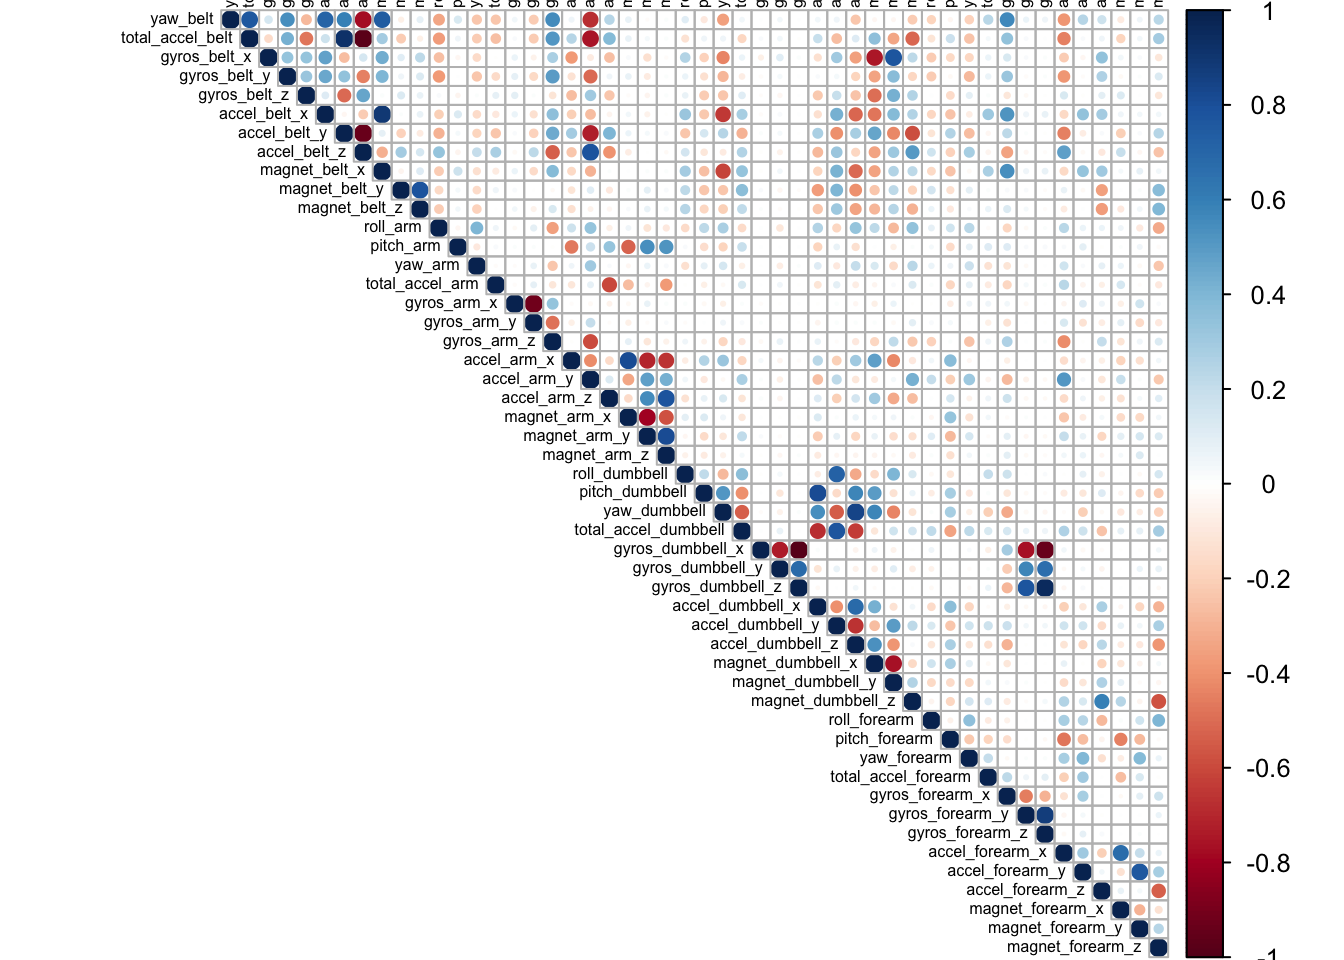 yaw_belt
total_accel_belt
gyros_belt_x
gyros_belt_y
gyros_belt_z
accel_belt_x
accel_belt_y
accel_belt_z
magnet_belt_x
magnet_belt_y
magnet_belt_z
roll_arm
pitch_arm
yaw_arm
total_accel_arm
gyros_arm_x
gyros_arm_y
gyros_arm_z
accel_arm_x
accel_arm_y
accel_arm_z
magnet_arm_x
magnet_arm_y
magnet_arm_z
roll_dumbbell
pitch_dumbbell
yaw_dumbbell
total_accel_dumbbell
gyros_dumbbell_x
gyros_dumbbell_y
gyros_dumbbell_z
accel_dumbbell_x
accel_dumbbell_y
accel_dumbbell_z
magnet_dumbbell_x
magnet_dumbbell_y
magnet_dumbbell_z
roll_forearm
pitch_forearm
yaw_forearm
total_accel_forearm
gyros_forearm_x
gyros_forearm_y
gyros_forearm_z
accel_forearm_x
accel_forearm_y
accel_forearm_z
magnet_forearm_x
magnet_forearm_y
magnet_forearm_z
1
0.8
0.6
0.4
0.2
0
-0.2
-0.4
-0.6
-0.8
-1